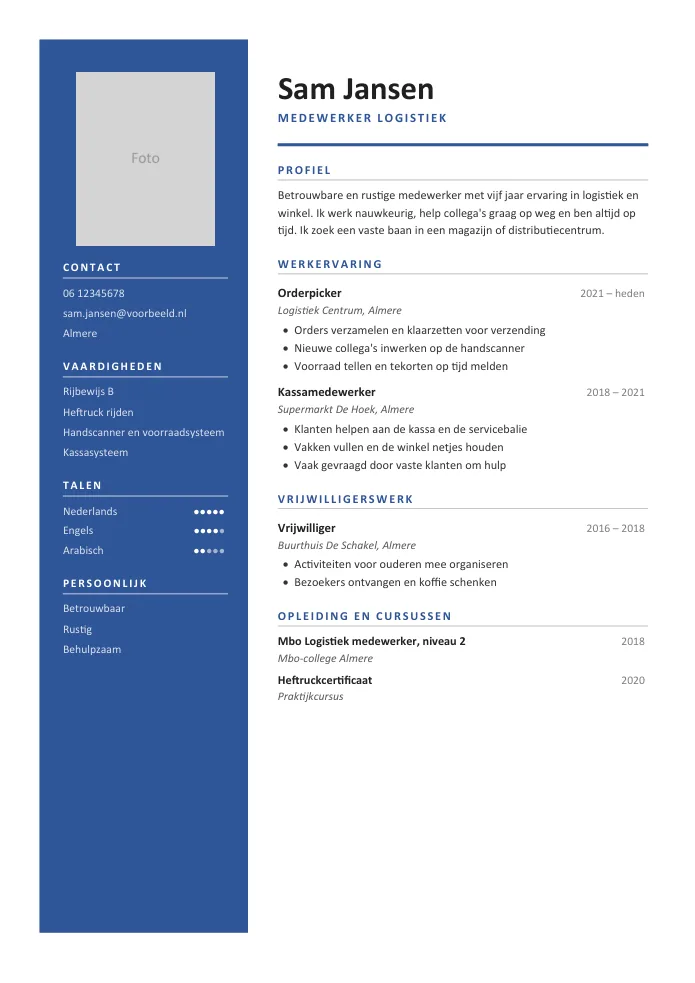 Foto
CONTACT
06 12345678
sam.jansen@voorbeeld.nl
Almere
VAARDIGHEDEN
Rijbewijs B
Heftruck rijden
Handscanner en voorraadsysteem
Kassasysteem
TALEN
Nederlands ●●●●●
Engels ●●●●●
Arabisch ●●●●●
PERSOONLIJK
Betrouwbaar
Rustig
Behulpzaam
Sam Jansen
MEDEWERKER LOGISTIEK
PROFIEL
Betrouwbare en rustige medewerker met vijf jaar ervaring in logistiek en
winkel. Ik werk nauwkeurig, help collega's graag op weg en ben altijd op
tijd. Ik zoek een vaste baan in een magazijn of distributiecentrum.
WERKERVARING
Orderpicker 2021 – heden
Logistiek Centrum, Almere
• Orders verzamelen en klaarzetten voor verzending
• Nieuwe collega's inwerken op de handscanner
• Voorraad tellen en tekorten op tijd melden
Kassamedewerker 2018 – 2021
Supermarkt De Hoek, Almere
• Klanten helpen aan de kassa en de servicebalie
• Vakken vullen en de winkel netjes houden
• Vaak gevraagd door vaste klanten om hulp
VRIJWILLIGERSWERK
Vrijwilliger 2016 – 2018
Buurthuis De Schakel, Almere
• Activiteiten voor ouderen mee organiseren
• Bezoekers ontvangen en koffie schenken
OPLEIDING EN CURSUSSEN
Mbo Logistiek medewerker, niveau 2 2018
Mbo-college Almere
Heftruckcertificaat 2020
Praktijkcursus